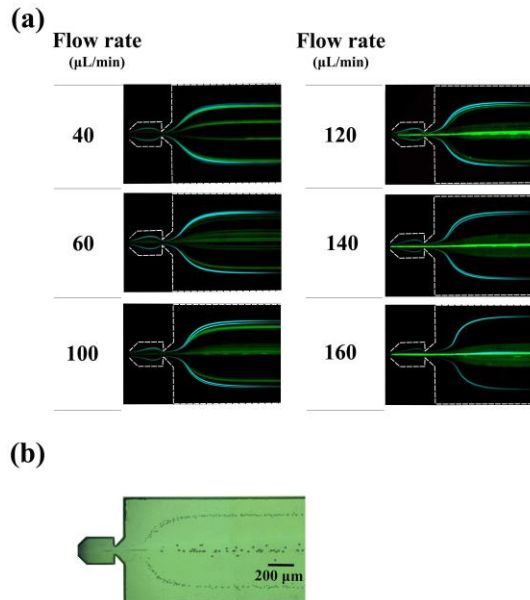 (a)
Flow rate
(µL/min)
40
60
100
Flow rate
(µL/min)
120
140
160
(b)
200 µm